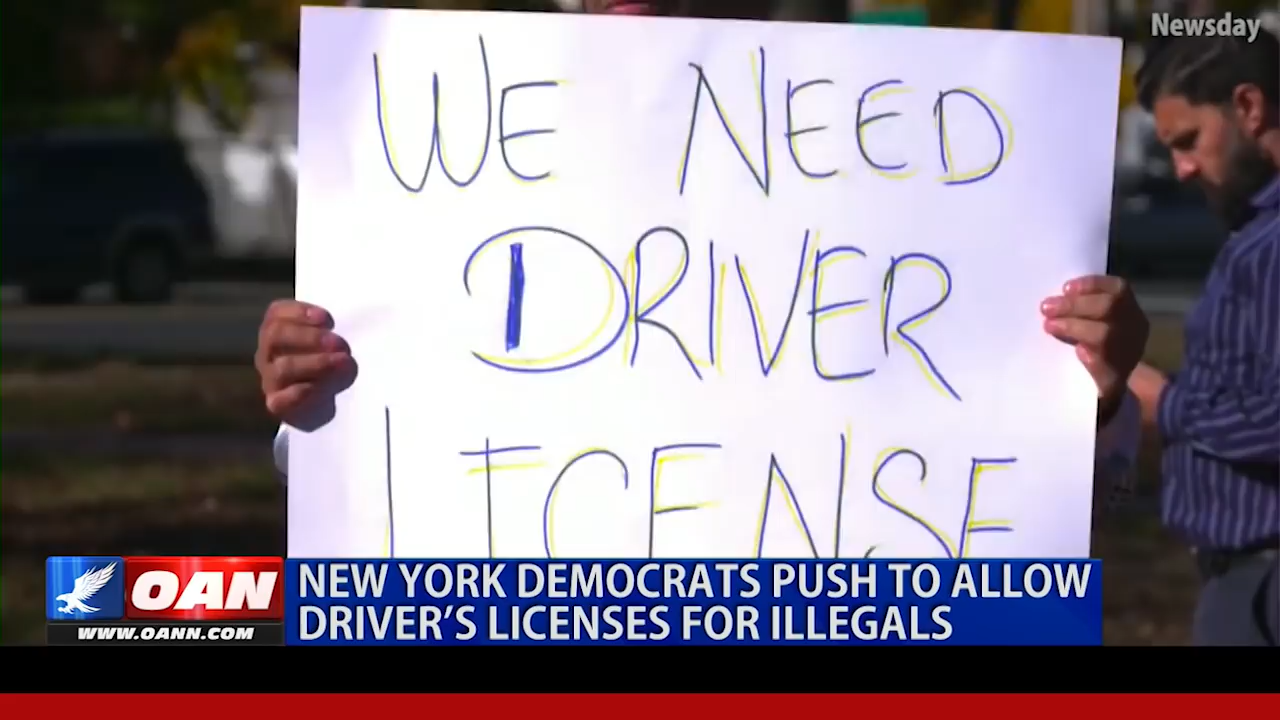 Newsday
WE NEED
DRIVER
LICENSE
OAN
WWW.OANN.COM
NEW YORK DEMOCRATS PUSH TO ALLOW
DRIVER'S LICENSES FOR ILLEGALS